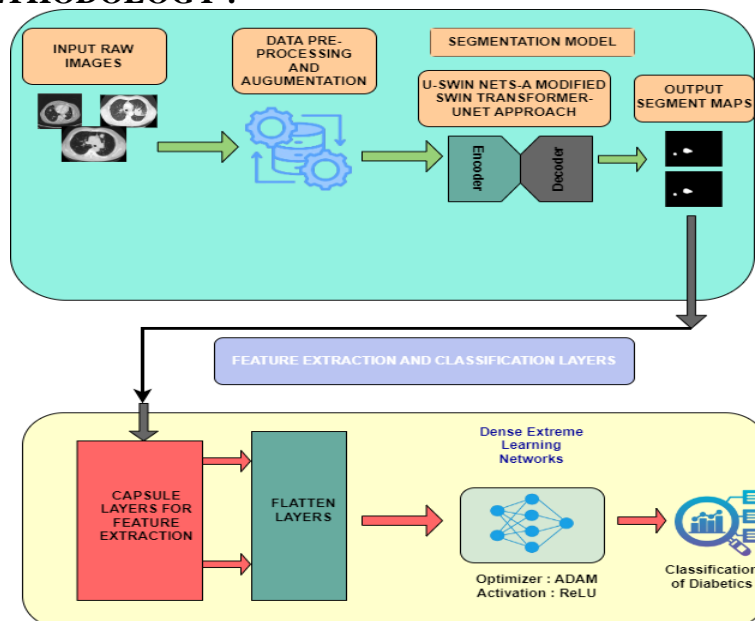 METHODOLOGY :
INPUT RAW
IMAGES
DATA PRE-
PROCESSING
AND
AUGUMENTATION
SEGMENTATION MODEL
U-SWIN NETS-A MODIFIED
SWIN TRANSFORMER-
UNET APPROACH
OUTPUT
SEGMENT MAPS
Encoder
Decoder
FEATURE EXTRACTION AND CLASSIFICATION LAYERS
CAPSULE
LAYERS FOR
FEATURE
EXTRACTION
FLATTEN
LAYERS
Dense Extreme
Learning
Networks
Optimizer : ADAM
Activation : ReLU
Classification
of Diabetics